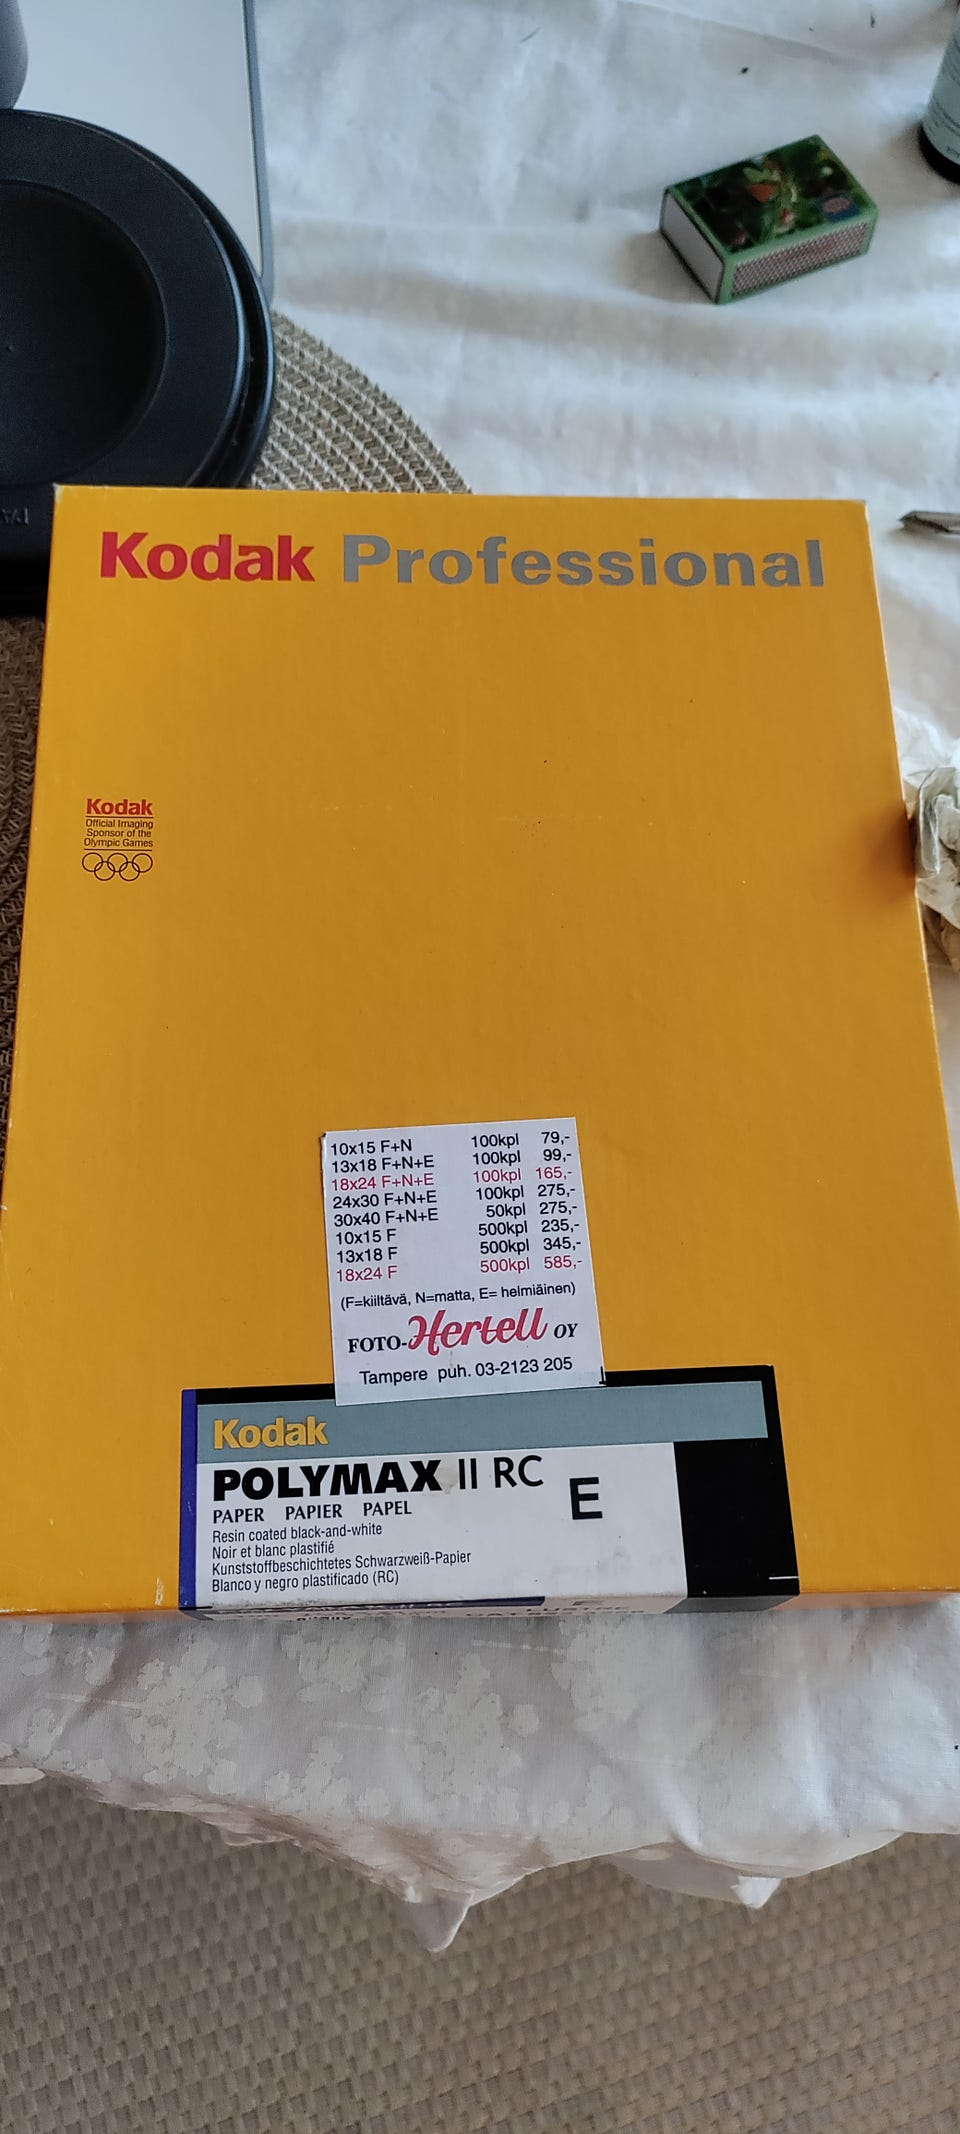 Kodak Professional
Kodak
Official Imaging
Sponsor of the
Olympic Games
10x15 F+N 100kpl 79,-
13x18 F+N+E 100kpl 99,-
18x24 F+N+E 100kpl 165,-
24x30 F+N+E 100kpl 275,-
30x40 F+N+E 50kpl 275,-
10x15 F 500kpl 235,-
13x18 F 500kpl 345,-
18x24 F 500kpl 585,-
(F=kiiltävä, N=matta, E= helmiäinen)
FOTO-Hertell OY
Tampere puh. 03-2123 205
Kodak
POLYMAX II RC E
PAPER PAPIER PAPEL
Resin coated black-and-white
Noir et blanc plastifié
Kunststoffbeschichtetes Schwarzweiß-Papier
Blanco y negro plastificado (RC)